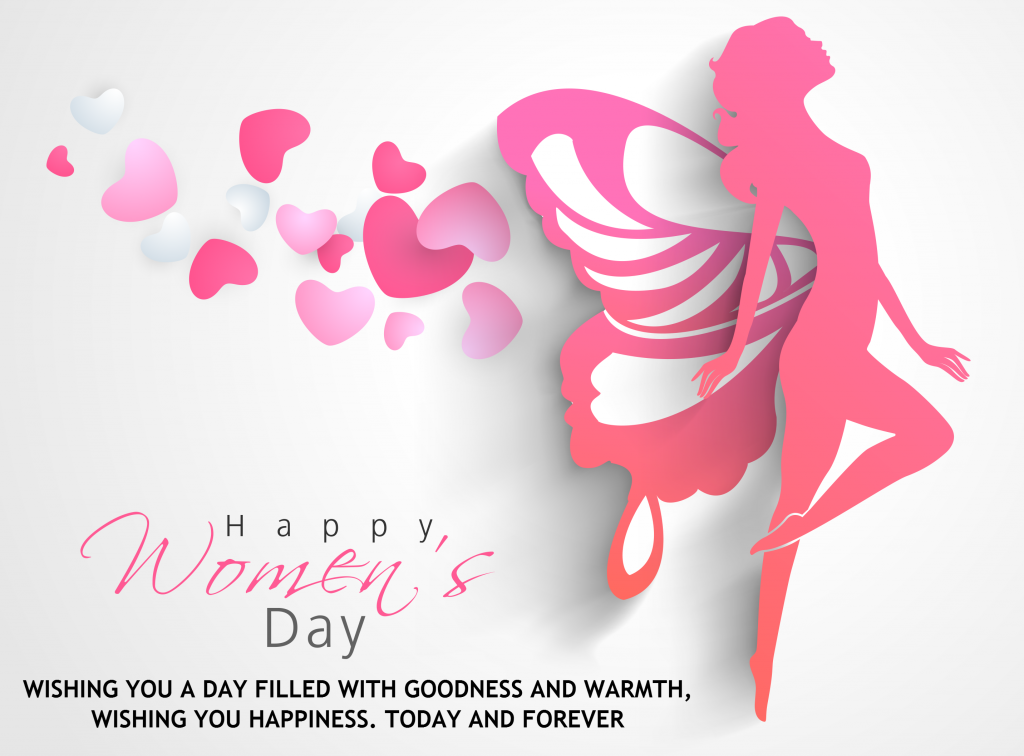 Happy
Women's
Day
WISHING YOU A DAY FILLED WITH GOODNESS AND WARMTH,
WISHING YOU HAPPINESS. TODAY AND FOREVER